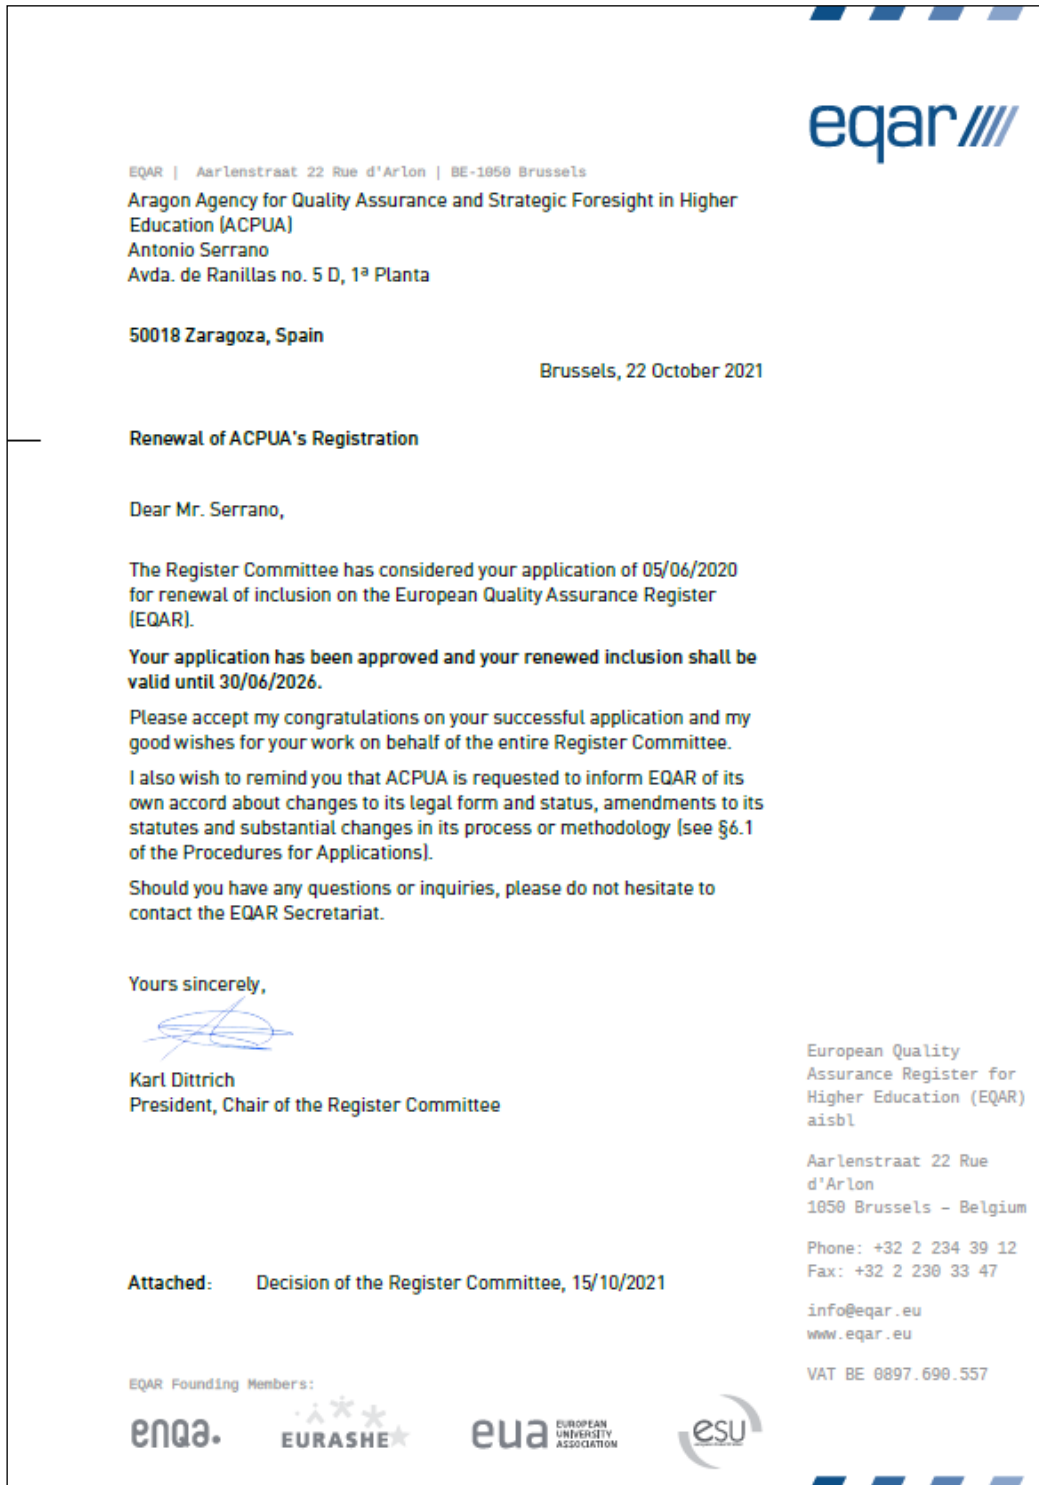 eqar
EQAR | Aarlenstraat 22 Rue d'Arlon | BE-1050 Brussels
Aragon Agency for Quality Assurance and Strategic Foresight in Higher
Education (ACPUA)
Antonio Serrano
Avda. de Ranillas no. 5 D, 1ª Planta
50018 Zaragoza, Spain
Brussels, 22 October 2021
Renewal of ACPUA's Registration
Dear Mr. Serrano,
The Register Committee has considered your application of 05/06/2020
for renewal of inclusion on the European Quality Assurance Register
(EQAR).
Your application has been approved and your renewed inclusion shall be
valid until 30/06/2026.
Please accept my congratulations on your successful application and my
good wishes for your work on behalf of the entire Register Committee.
I also wish to remind you that ACPUA is requested to inform EQAR of its
own accord about changes to its legal form and status, amendments to its
statutes and substantial changes in its process or methodology (see §6.1
of the Procedures for Applications).
Should you have any questions or inquiries, please do not hesitate to
contact the EQAR Secretariat.
Yours sincerely,
Karl Dittrich
President, Chair of the Register Committee
Attached: Decision of the Register Committee, 15/10/2021
European Quality
Assurance Register for
Higher Education (EQAR)
aisbl
Aarlenstraat 22 Rue
d'Arlon
1050 Brussels – Belgium
Phone: +32 2 234 39 12
Fax: +32 2 230 33 47
info@eqar.eu
www.eqar.eu
VAT BE 0897.690.557
EQAR Founding Members:
enqa.
EURASHE
eua EUROPEAN
UNIVERSITY
ASSOCIATION
esu